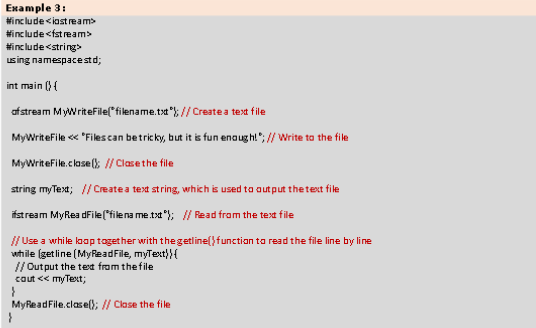 Example 3:
#include<iostream>
#include<fstream>
#include<string>
using namespace std;
int main () {
ofstream MyWriteFile("filename.txt"); // Create a text file
MyWriteFile << "Files can be tricky, but it is fun enough!"; // Write to the file
MyWriteFile.close(); // Close the file
string myText; // Create a text string, which is used to output the text file
ifstream MyReadFile("filename.txt"); // Read from the text file
// Use a while loop together with the getline() function to read the file line by line
while (getline (MyReadFile, myText)) {
// Output the text from the file
cout << myText;
}
MyReadFile.close(); // Close the file
}